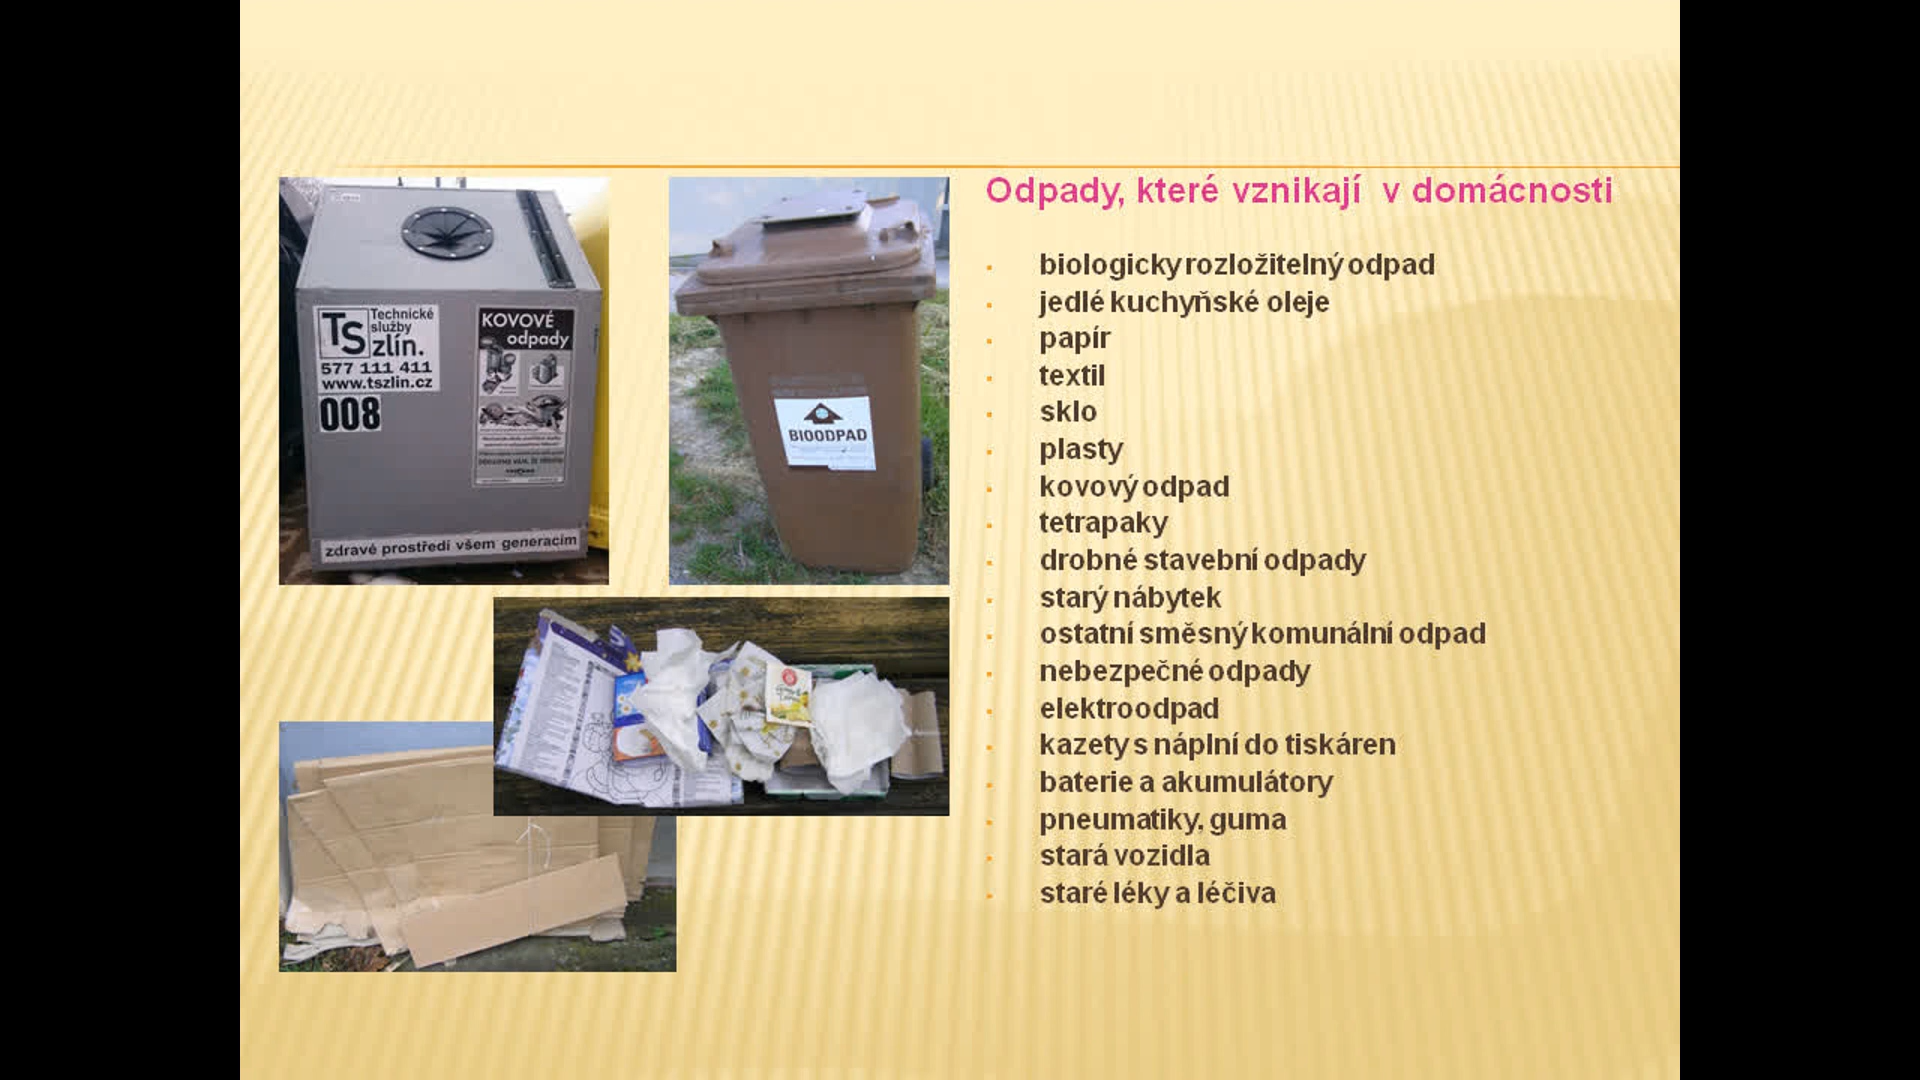 Odpady, které vznikají v domácnosti
biologicky rozložitelný odpad
jedlé kuchyňské oleje
papír
textil
sklo
plasty
kovový odpad
tetrapaky
drobné stavební odpady
starý nábytek
ostatní směsný komunální odpad
nebezpečné odpady
elektroodpad
kazety s náplní do tiskáren
baterie a akumulátory
pneumatiky, guma
stará vozidla
staré léky a léčiva
TS
Technické
služby
zlín.
577 111 411
www.tszlin.cz
008
KOVOVÉ
odpady
zdravé prostředí všem generacím
BIOODPAD